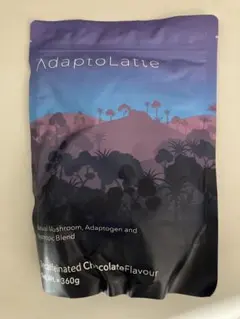 AdaptoLatte
Mushroom, Adaptogen and
Blend
Chocolate Flavour
360g